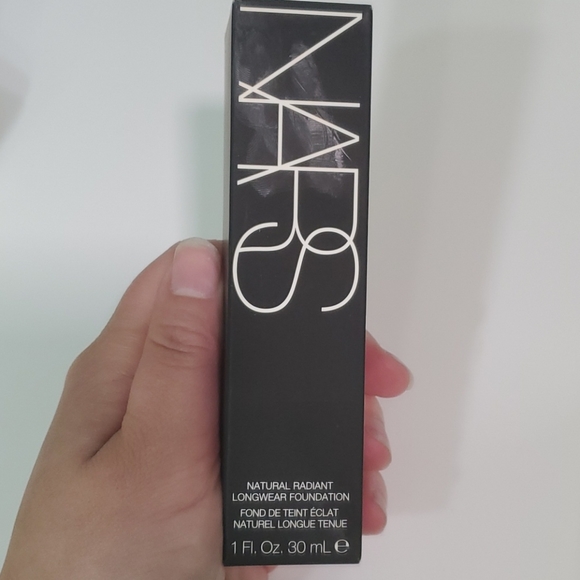 NARS
NATURAL RADIANT
LONGWEAR FOUNDATION
FOND DE TEINT ÉCLAT
NATUREL LONGUE TENUE
1 Fl. Oz. 30 mL ℮